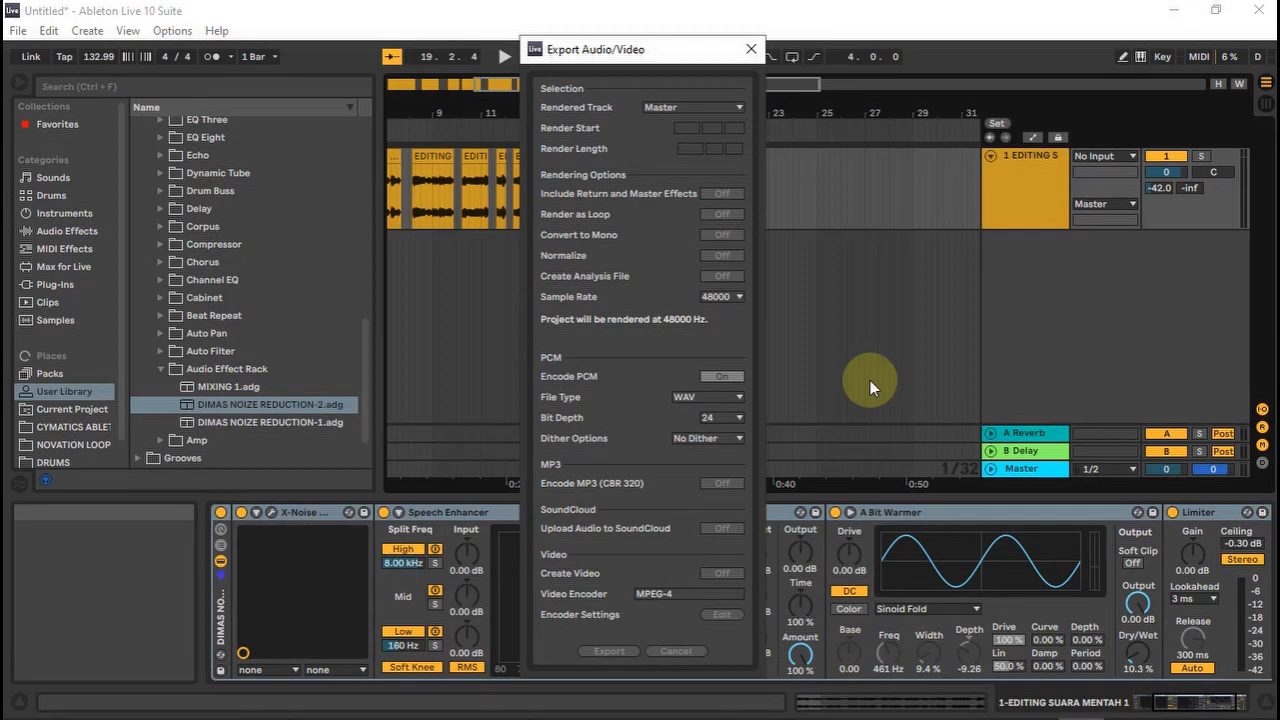 Live Untitled* - Ableton Live 10 Suite
File Edit Create View Options Help
Link Tap 132.99 4 / 4 1 Bar 19. 2. 4 4. 0. 0 Key MIDI 6 % D
Search (Ctrl + F)
Collections
Favorites
Categories
Sounds
Drums
Instruments
Audio Effects
MIDI Effects
Max for Live
Plug-Ins
Clips
Samples
Places
Packs
User Library
Current Project
CYMATICS ABLET
NOVATION LOOP
DRUMS
Name
EQ Three
EQ Eight
Echo
Dynamic Tube
Drum Buss
Delay
Corpus
Compressor
Chorus
Channel EQ
Cabinet
Beat Repeat
Auto Pan
Auto Filter
Audio Effect Rack
MIXING 1.adg
DIMAS NOIZE REDUCTION-2.adg
DIMAS NOIZE REDUCTION-1.adg
Amp
Grooves
H W
9 11 23 25 27 29 31
Set
... EDITING EDITI E E
1 EDITING S No Input 1 S
0 C
-42.0 -inf
Master
A Reverb A S Post
B Delay B S Post
1/32 Master 1/2 0 0
0:2 0:40 0:50
Live Export Audio/Video
Selection
Rendered Track Master
Render Start
Render Length
Rendering Options
Include Return and Master Effects Off
Render as Loop Off
Convert to Mono Off
Normalize Off
Create Analysis File Off
Sample Rate 48000
Project will be rendered at 48000 Hz.
PCM
Encode PCM On
File Type WAV
Bit Depth 24
Dither Options No Dither
MP3
Encode MP3 (CBR 320) Off
SoundCloud
Upload Audio to SoundCloud Off
Video
Create Video Off
Video Encoder MPEG-4
Encoder Settings Edit
Export Cancel
DIMAS NO...
X-Noise ...
none none
Speech Enhancer
Split Freq Input
High
8.00 kHz S 0.00 dB
Mid
S 0.00 dB
Low
160 Hz S 0.00 dB
Soft Knee RMS
80
Output
0.00 dB
Time
100 %
Amount
100 %
A Bit Warmer
Drive
0.00 dB
DC
Color Sinoid Fold
Base Freq Width Depth
0.00 461 Hz 9.4 % -9.26
Drive Curve Depth
100 % 0.00 % 0.00 %
Lin Damp Period
50.0 % 0.00 % 0.00 %
Output
Soft Clip
Off
Output
0.00 dB
Dry/Wet
10.3 %
Limiter
Gain Ceiling
-0.30 dB
0.00 dB Stereo
Lookahead
3 ms
Release
300 ms
Auto
0
-6
-12
-18
-24
-30
-36
-42
1-EDITING SUARA MENTAH 1